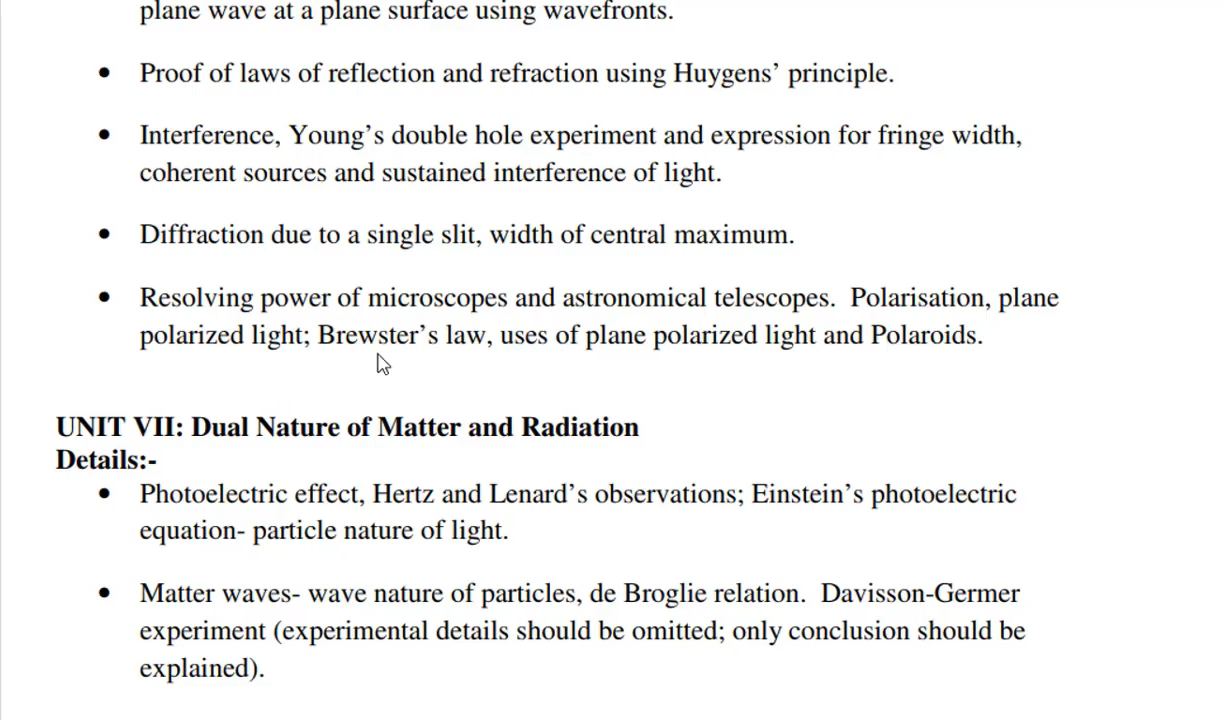 plane wave at a plane surface using wavefronts.
• Proof of laws of reflection and refraction using Huygens’ principle.
• Interference, Young’s double hole experiment and expression for fringe width,
coherent sources and sustained interference of light.
• Diffraction due to a single slit, width of central maximum.
• Resolving power of microscopes and astronomical telescopes.  Polarisation, plane
polarized light; Brewster’s law, uses of plane polarized light and Polaroids.
UNIT VII: Dual Nature of Matter and Radiation
Details:-
• Photoelectric effect, Hertz and Lenard’s observations; Einstein’s photoelectric
equation- particle nature of light.
• Matter waves- wave nature of particles, de Broglie relation.  Davisson-Germer
experiment (experimental details should be omitted; only conclusion should be
explained).